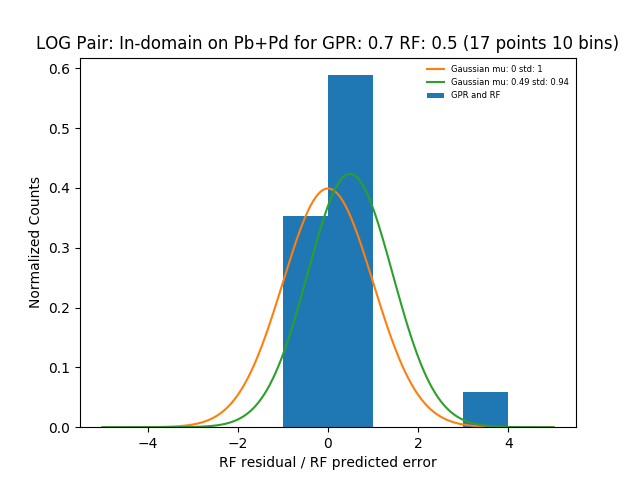 LOG Pair: In-domain on Pb+Pd for GPR: 0.7 RF: 0.5 (17 points 10 bins)
Gaussian mu: 0 std: 1
Gaussian mu: 0.49 std: 0.94
GPR and RF
Normalized Counts
0.6
0.5
0.4
0.3
0.2
0.1
0.0
−4 −2 0 2 4
RF residual / RF predicted error